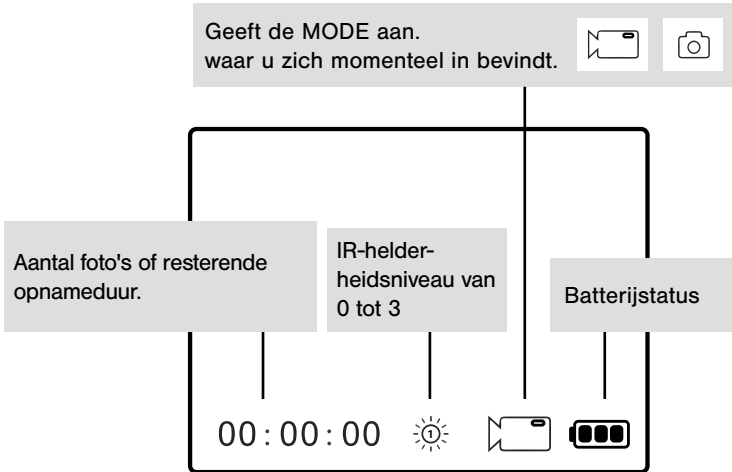 Geeft de MODE aan.
waar u zich momenteel in bevindt.
Aantal foto's of resterende
opnameduur.
IR-helder-
heidsniveau van
0 tot 3
Batterijstatus
00:00:00 1